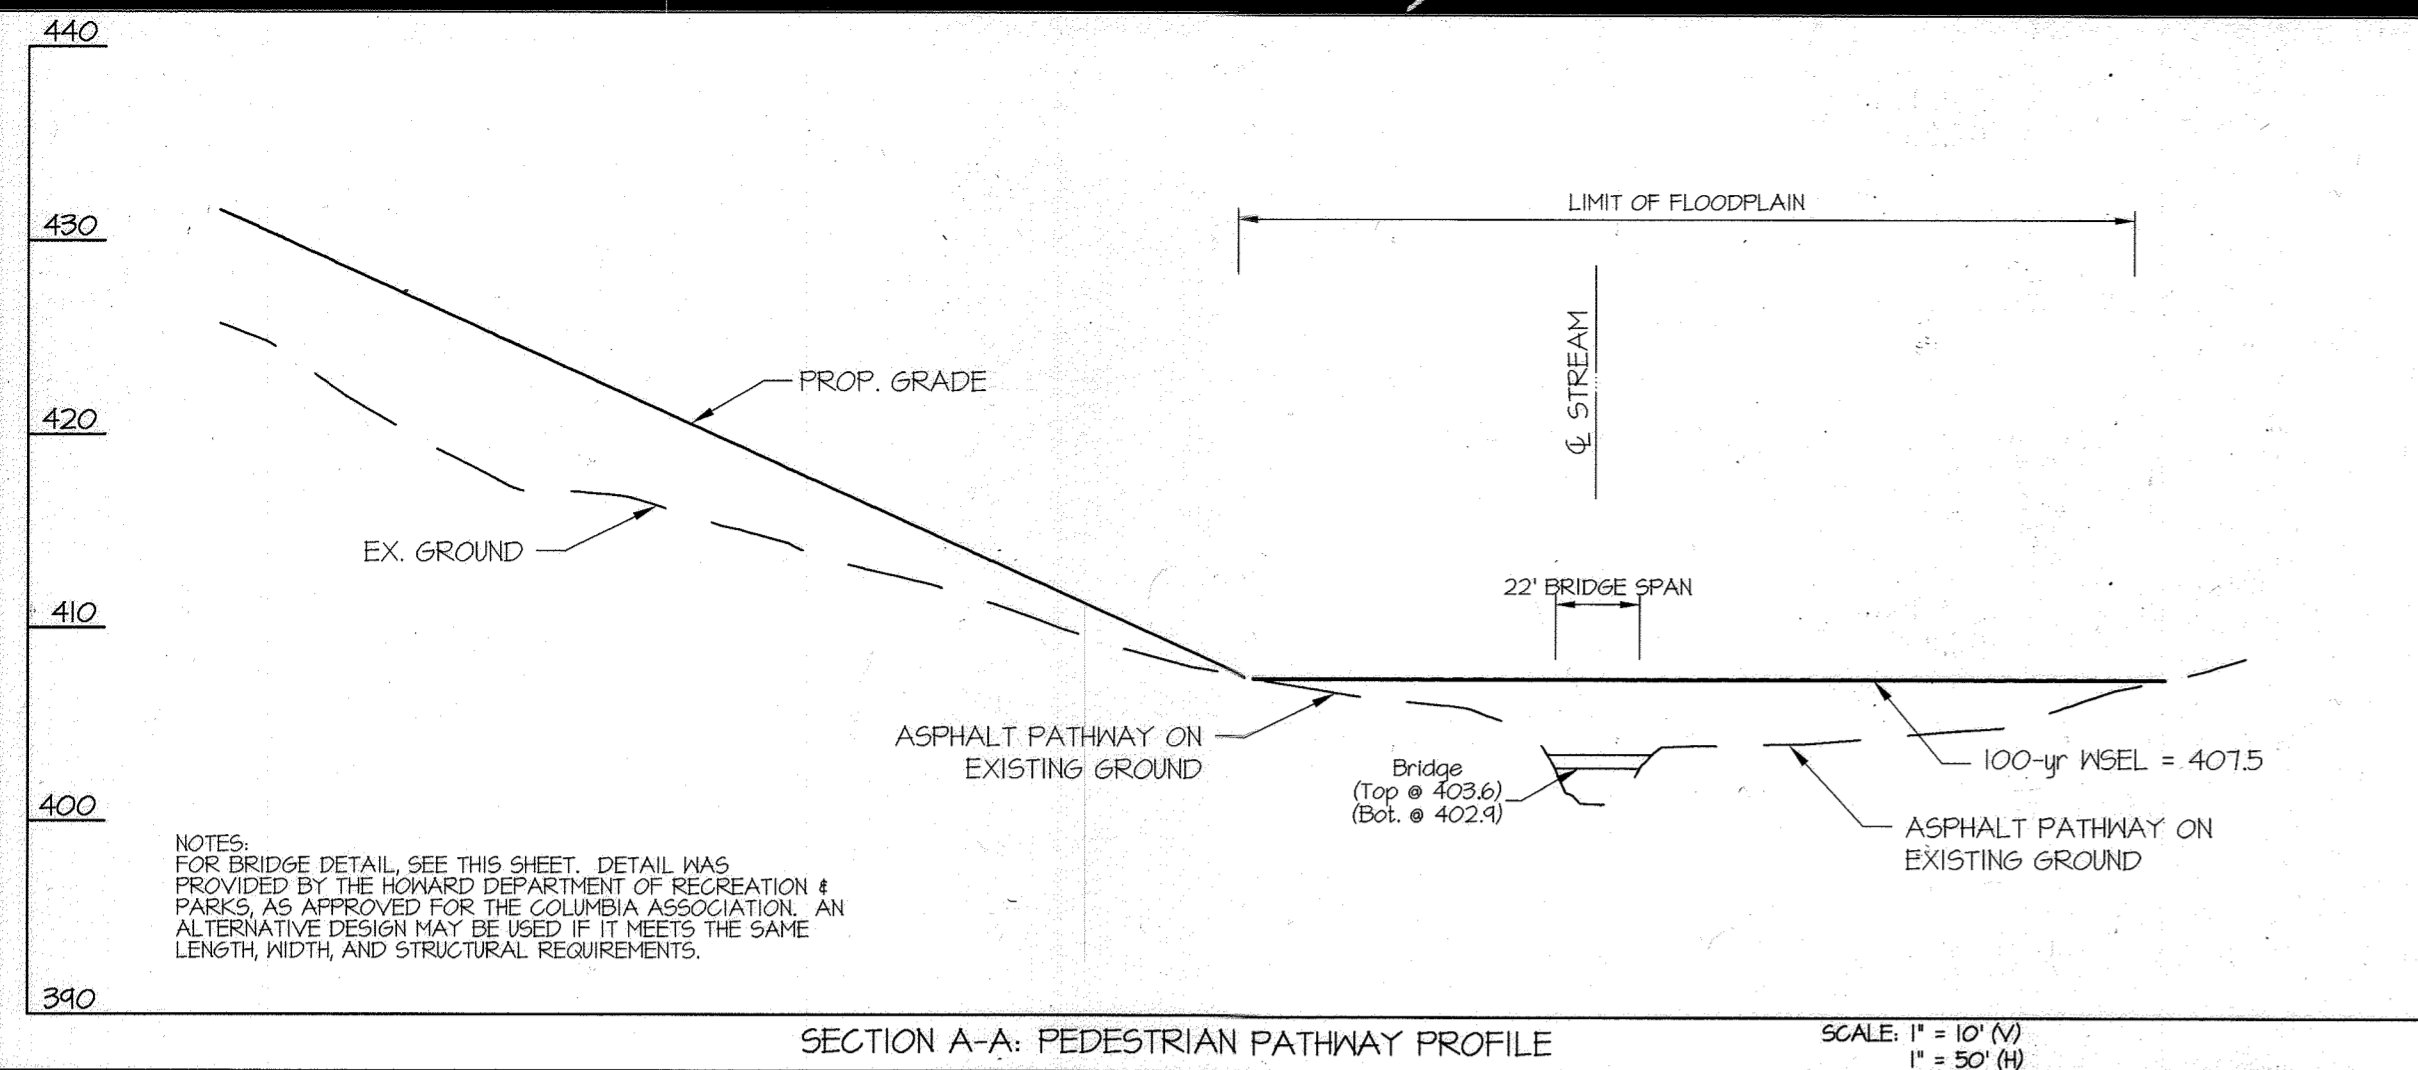 440
430
420
410
400
390
LIMIT OF FLOODPLAIN
℄ STREAM
PROP. GRADE
EX. GROUND
22' BRIDGE SPAN
ASPHALT PATHWAY ON
EXISTING GROUND
Bridge
(Top @ 403.6)
(Bot. @ 402.9)
100-yr WSEL = 407.5
ASPHALT PATHWAY ON
EXISTING GROUND
NOTES:
FOR BRIDGE DETAIL, SEE THIS SHEET. DETAIL WAS
PROVIDED BY THE HOWARD DEPARTMENT OF RECREATION &
PARKS, AS APPROVED FOR THE COLUMBIA ASSOCIATION. AN
ALTERNATIVE DESIGN MAY BE USED IF IT MEETS THE SAME
LENGTH, WIDTH, AND STRUCTURAL REQUIREMENTS.
SECTION A-A: PEDESTRIAN PATHWAY PROFILE
SCALE: 1" = 10' (V)
1" = 50' (H)